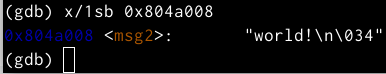 (gdb) x/1sb 0x804a008
0x804a008 <msg2>:	"world!\n\034"
(gdb)